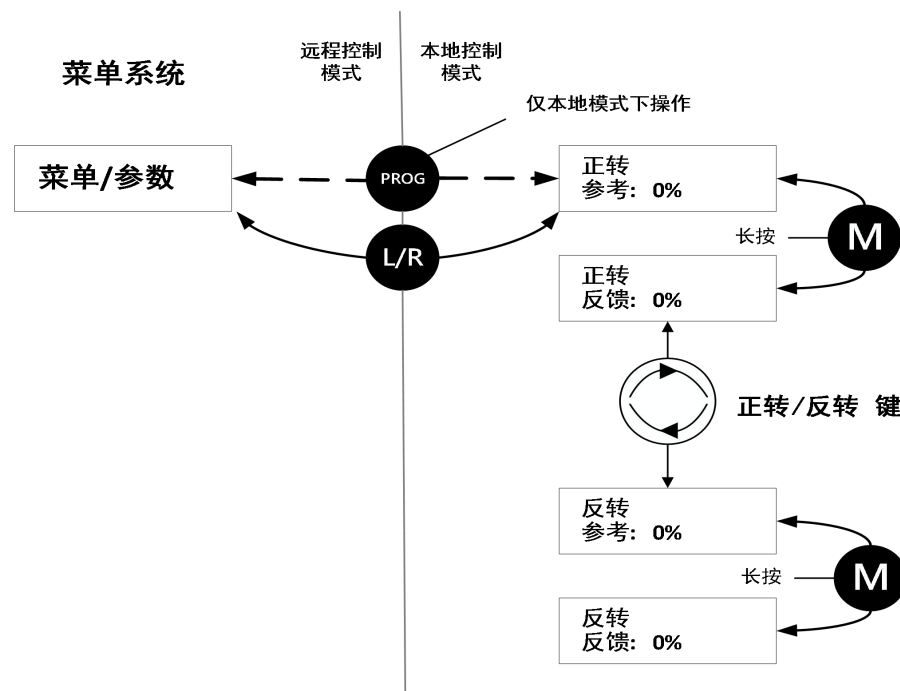 菜单系统
远程控制
模式
本地控制
模式
仅本地模式下操作
菜单/参数
PROG
正转
参考: 0%
L/R
长按
M
正转
反馈: 0%
正转/反转 键
反转
参考: 0%
长按
M
反转
反馈: 0%